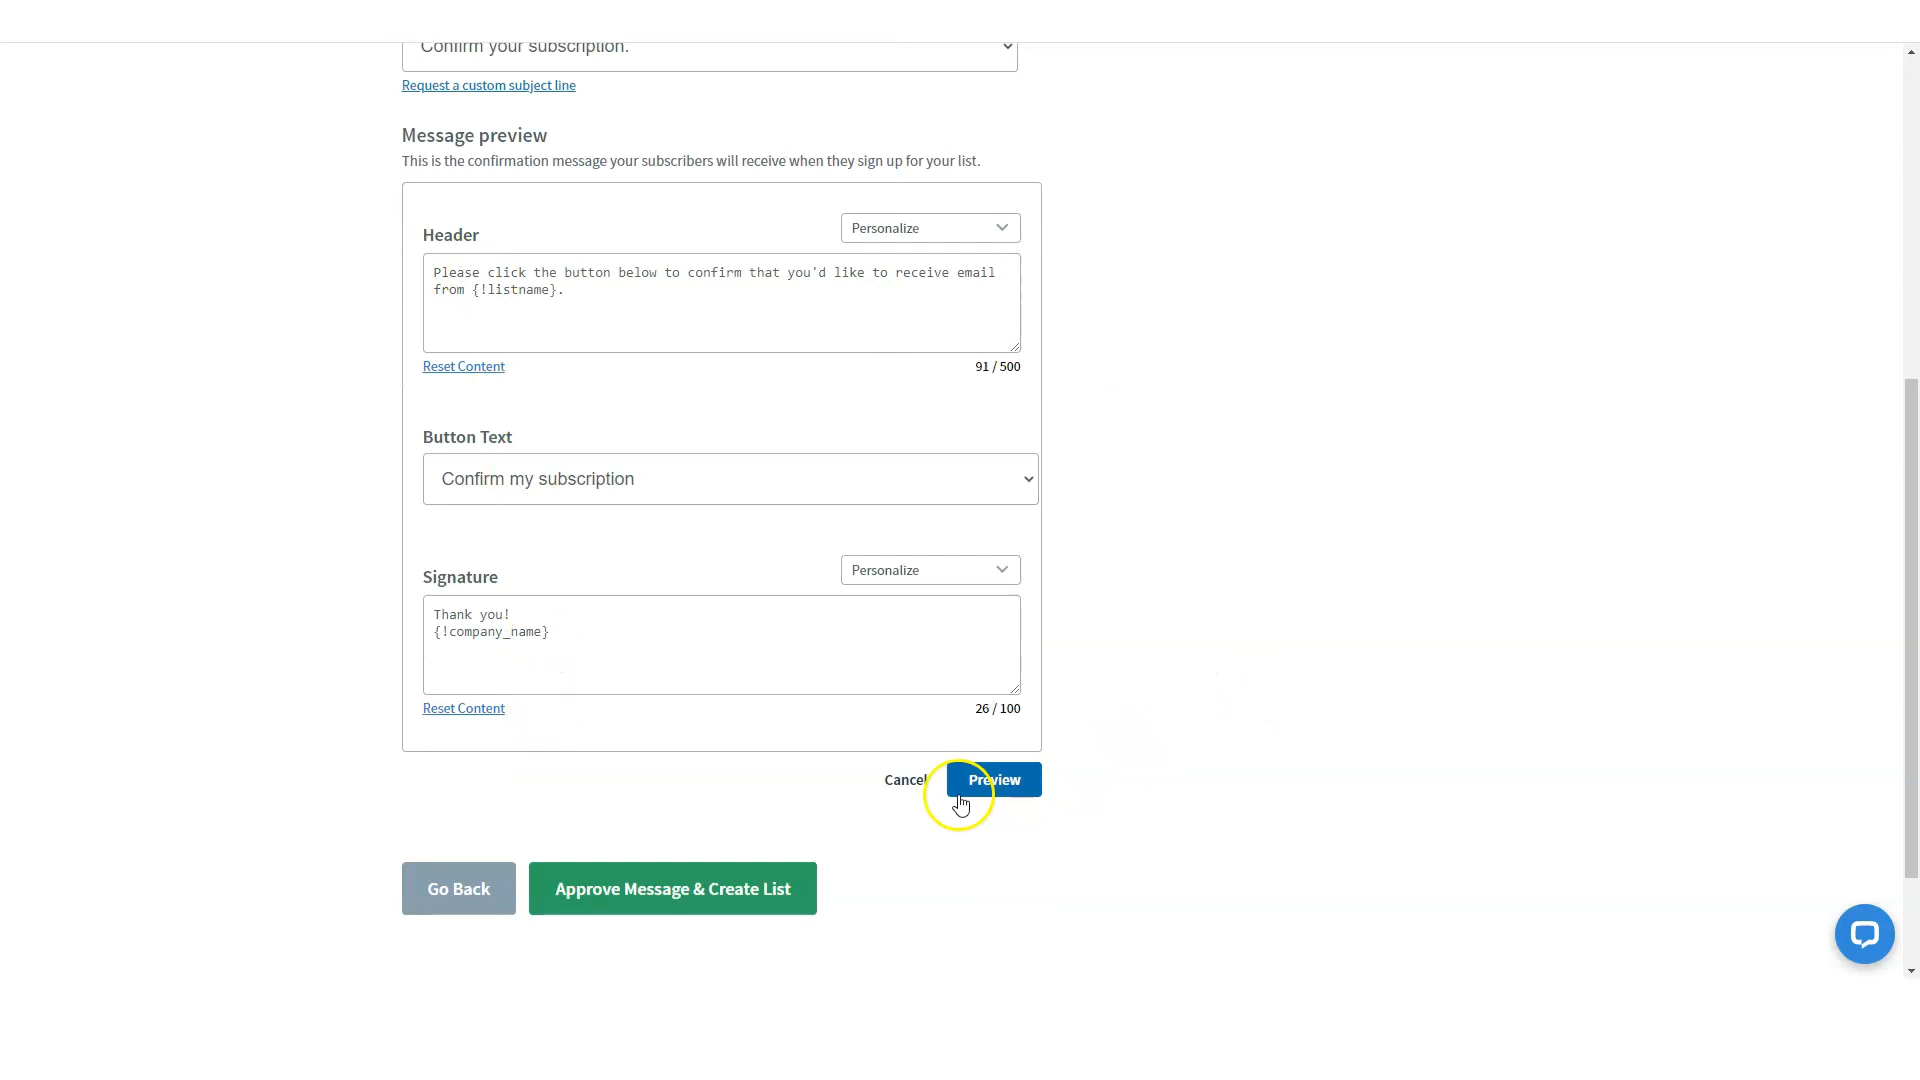 Confirm your subscription.
Request a custom subject line
Message preview
This is the confirmation message your subscribers will receive when they sign up for your list.
Header
Personalize
Please click the button below to confirm that you'd like to receive email
from {!listname}.
Reset Content
91 / 500
Button Text
Confirm my subscription
Signature
Personalize
Thank you!
{!company_name}
Reset Content
26 / 100
Cancel
Preview
Go Back
Approve Message & Create List